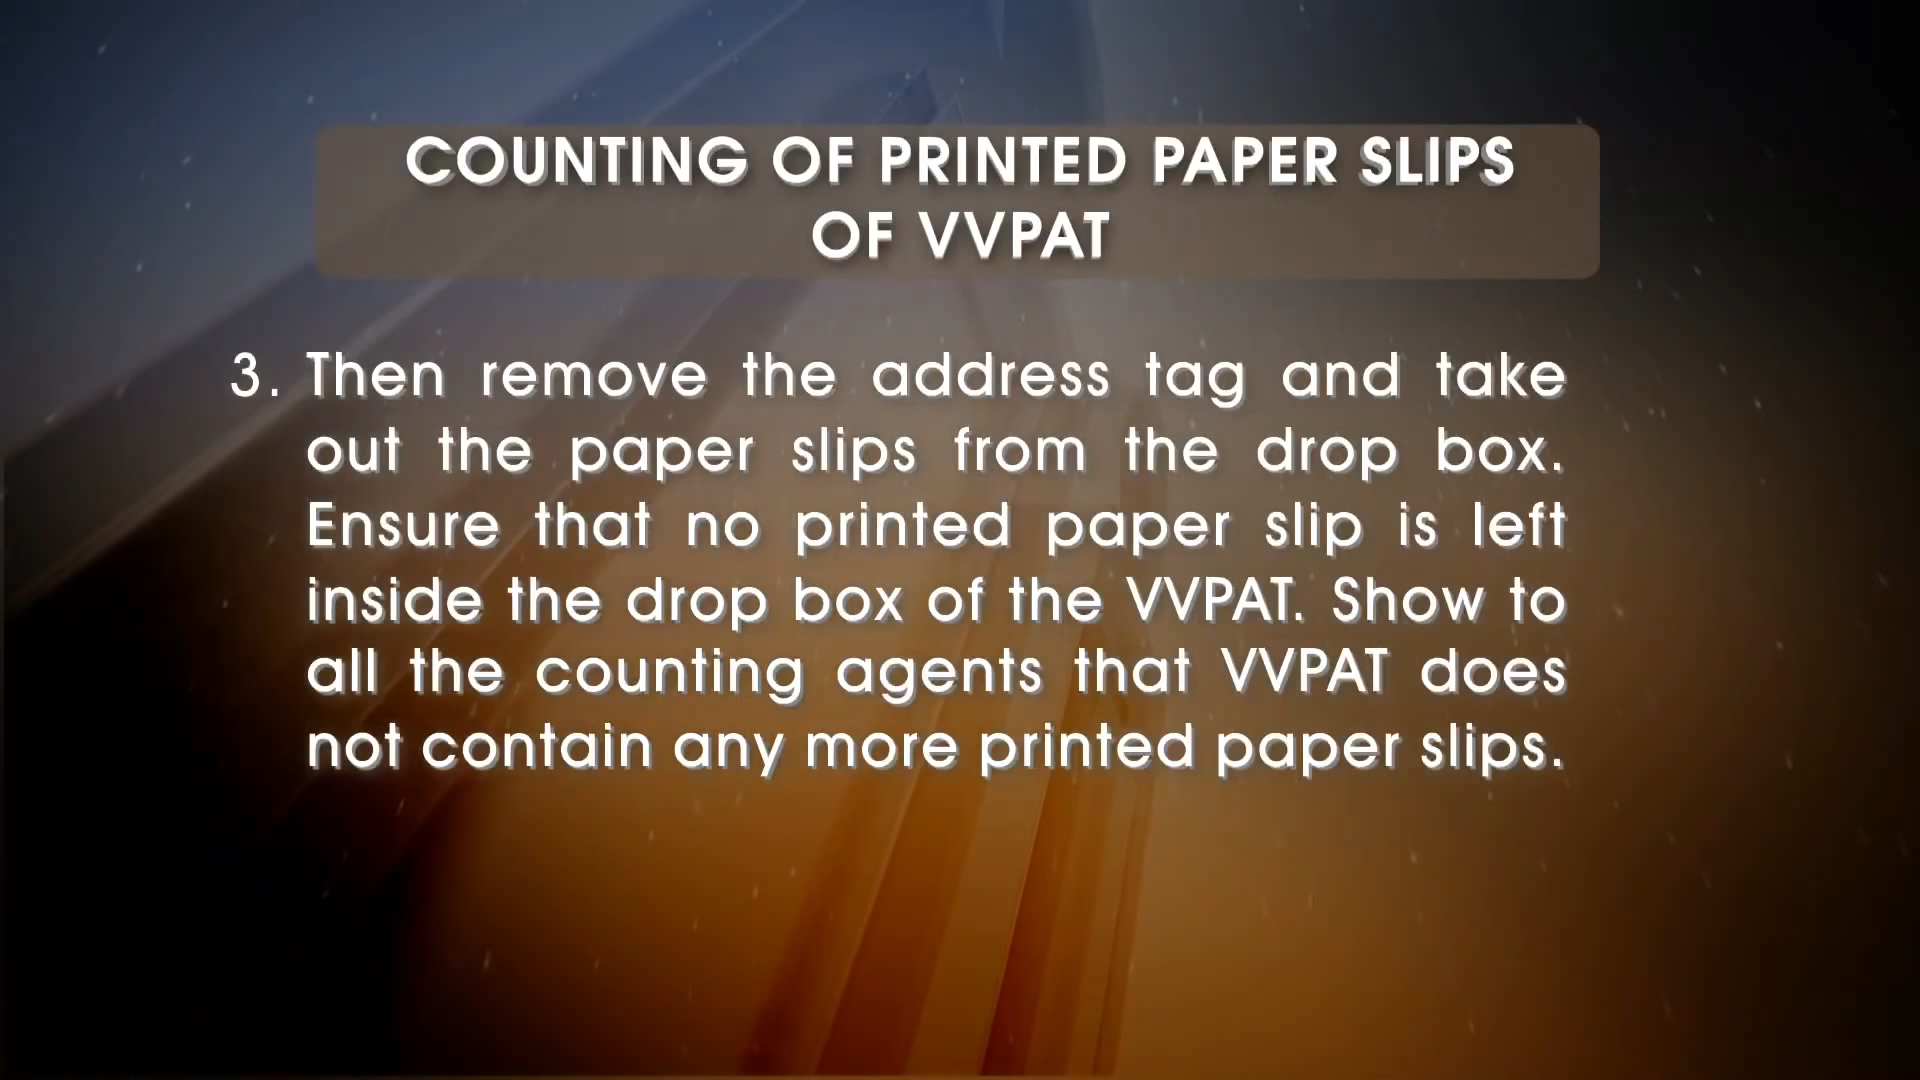 COUNTING OF PRINTED PAPER SLIPS
OF VVPAT
3. Then remove the address tag and take
out the paper slips from the drop box.
Ensure that no printed paper slip is left
inside the drop box of the VVPAT. Show to
all the counting agents that VVPAT does
not contain any more printed paper slips.